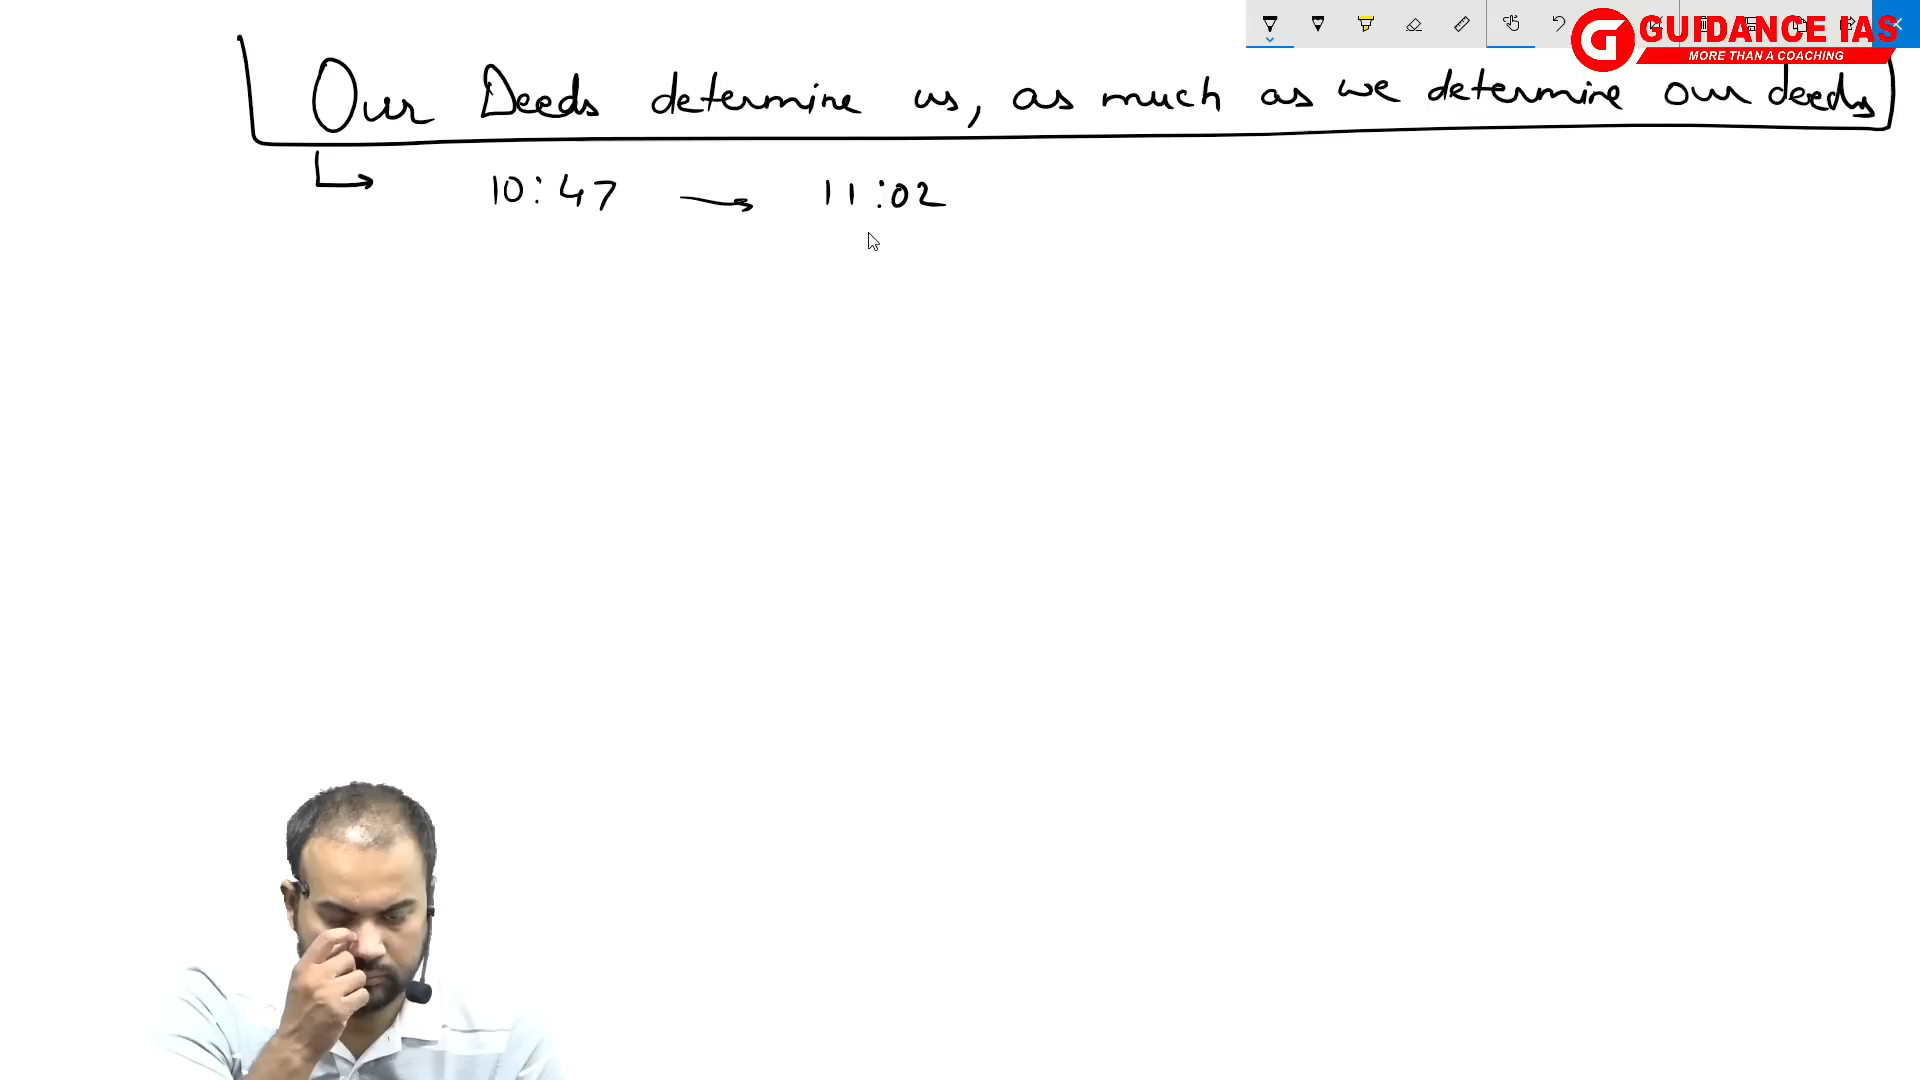 GUIDANCE IAS
MORE THAN A COACHING
Our Deeds determine us, as much as we determine our deeds
10:47 → 11:02